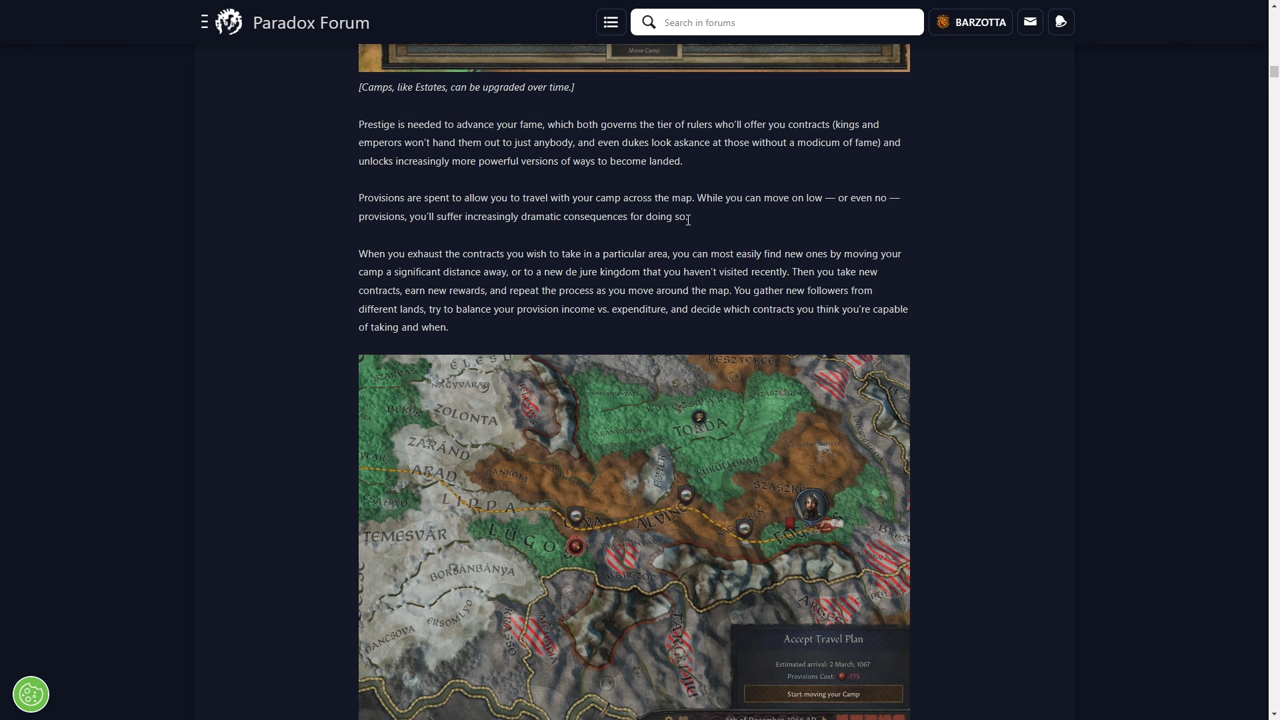 Paradox Forum
Search in forums
BARZOTTA
Move Camp
[Camps, like Estates, can be upgraded over time.]
Prestige is needed to advance your fame, which both governs the tier of rulers who'll offer you contracts (kings and
emperors won't hand them out to just anybody, and even dukes look askance at those without a modicum of fame) and
unlocks increasingly more powerful versions of ways to become landed.
Provisions are spent to allow you to travel with your camp across the map. While you can move on low — or even no —
provisions, you'll suffer increasingly dramatic consequences for doing so.
When you exhaust the contracts you wish to take in a particular area, you can most easily find new ones by moving your
camp a significant distance away, or to a new de jure kingdom that you haven't visited recently. Then you take new
contracts, earn new rewards, and repeat the process as you move around the map. You gather new followers from
different lands, try to balance your provision income vs. expenditure, and decide which contracts you think you're capable
of taking and when.
BESZTERCE
NAGYVÁRAD
ZOLONTA
TORDA
ZARÁND
ARAD
LIPPA
ALVINC
LUGOS
TEMESVÁR
BORBÁNBÁNYA
ERSOMLYO
PANCSOVA
KRASSO
MEHADIA
Accept Travel Plan
Estimated arrival: 2 March, 1067
Provisions Cost: -775
Start moving your Camp